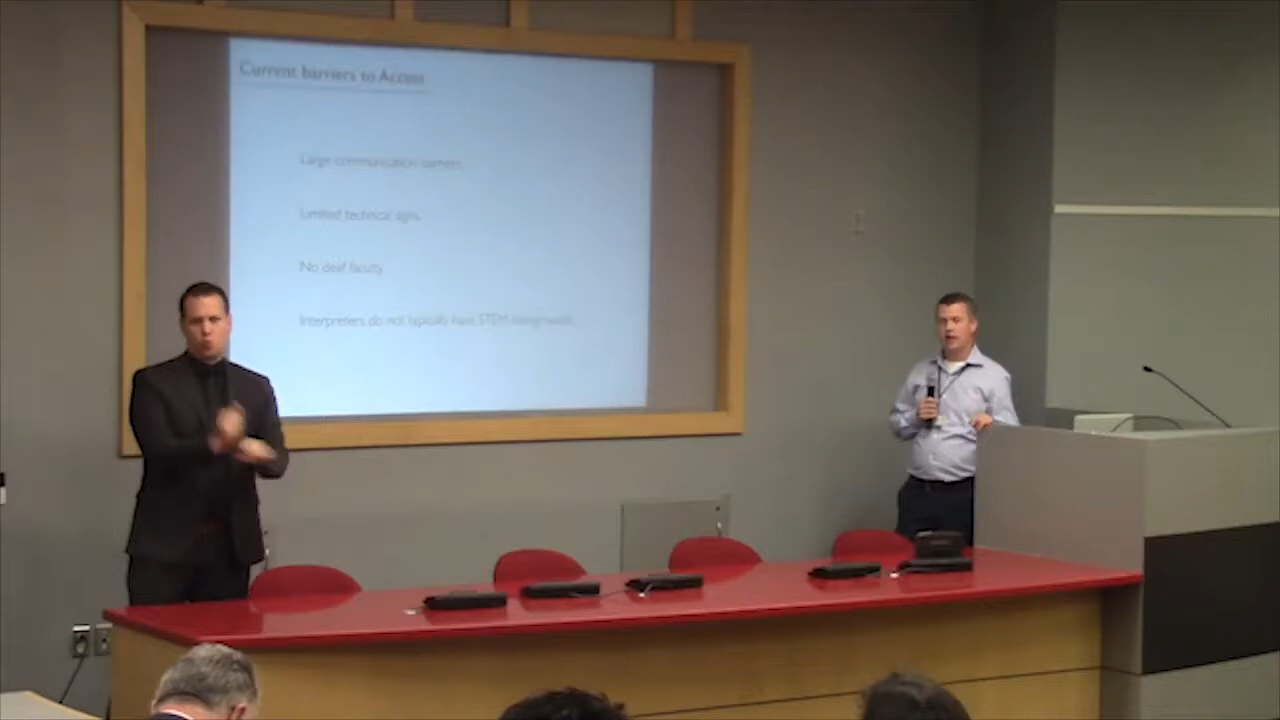 Current barriers to Access
Large communication barriers
Limited technical signs
No deaf faculty
Interpreters do not typically have STEM backgrounds